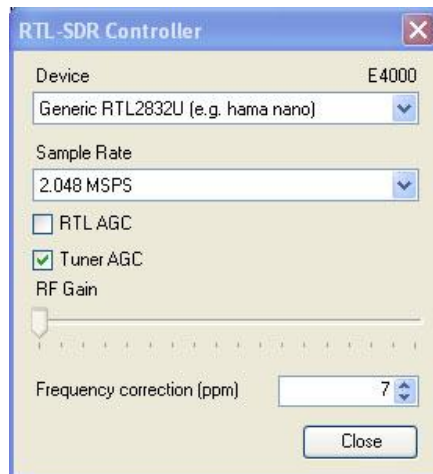 RTL-SDR Controller
Device E4000
Generic RTL2832U (e.g. hama nano)
Sample Rate
2.048 MSPS
RTL AGC
Tuner AGC
RF Gain
Frequency correction (ppm) 7
Close